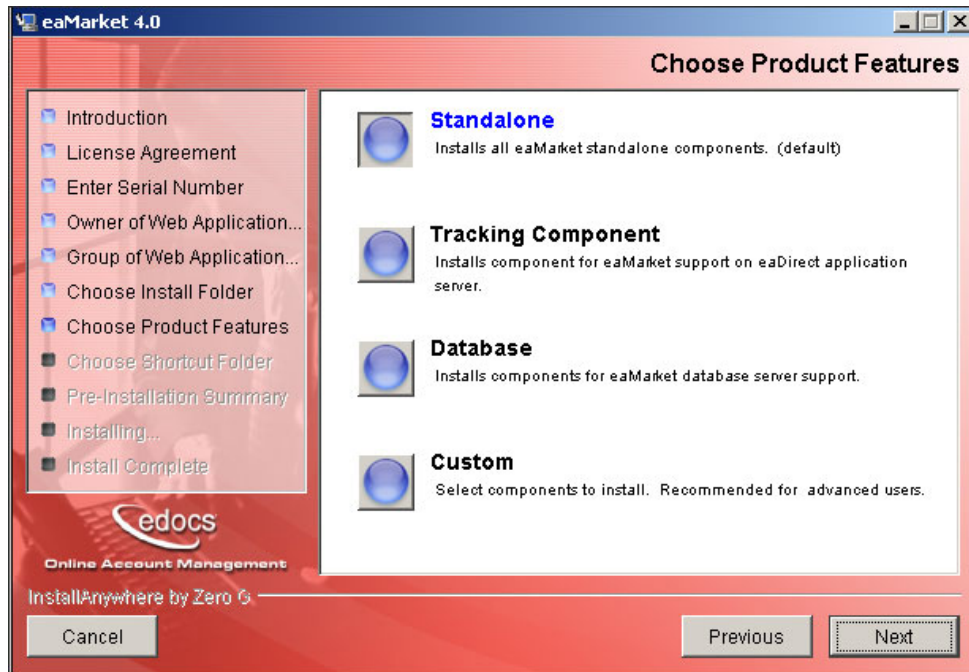 eaMarket 4.0
Choose Product Features
Introduction
License Agreement
Enter Serial Number
Owner of Web Application...
Group of Web Application...
Choose Install Folder
Choose Product Features
Choose Shortcut Folder
Pre-Installation Summary
Installing...
Install Complete
edocs
Online Account Management
Standalone
Installs all eaMarket standalone components. (default)
Tracking Component
Installs component for eaMarket support on eaDirect application
server.
Database
Installs components for eaMarket database server support.
Custom
Select components to install. Recommended for advanced users.
InstallAnywhere by Zero G
Cancel
Previous
Next